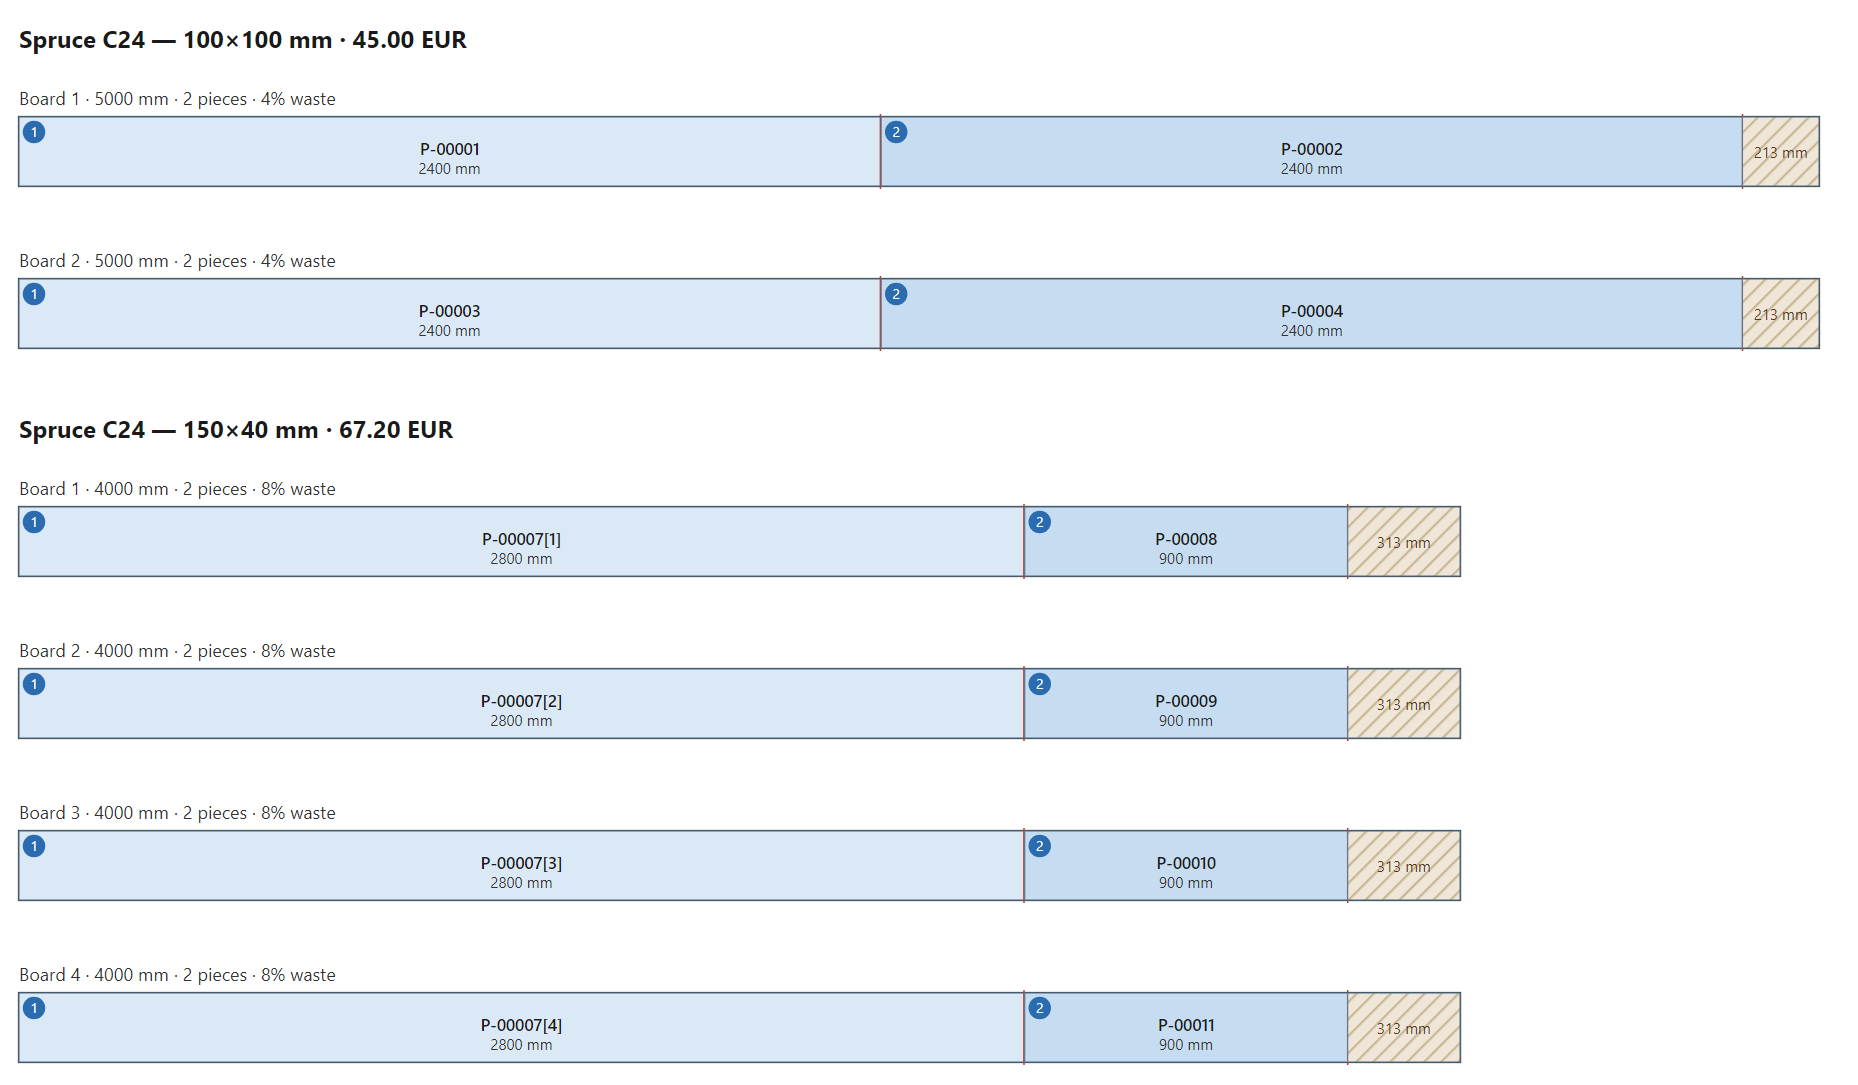 Spruce C24 — 100×100 mm · 45.00 EUR
Board 1 · 5000 mm · 2 pieces · 4% waste
1
P-00001
2400 mm
2
P-00002
2400 mm
213 mm
Board 2 · 5000 mm · 2 pieces · 4% waste
1
P-00003
2400 mm
2
P-00004
2400 mm
213 mm
Spruce C24 — 150×40 mm · 67.20 EUR
Board 1 · 4000 mm · 2 pieces · 8% waste
1
P-00007[1]
2800 mm
2
P-00008
900 mm
313 mm
Board 2 · 4000 mm · 2 pieces · 8% waste
1
P-00007[2]
2800 mm
2
P-00009
900 mm
313 mm
Board 3 · 4000 mm · 2 pieces · 8% waste
1
P-00007[3]
2800 mm
2
P-00010
900 mm
313 mm
Board 4 · 4000 mm · 2 pieces · 8% waste
1
P-00007[4]
2800 mm
2
P-00011
900 mm
313 mm